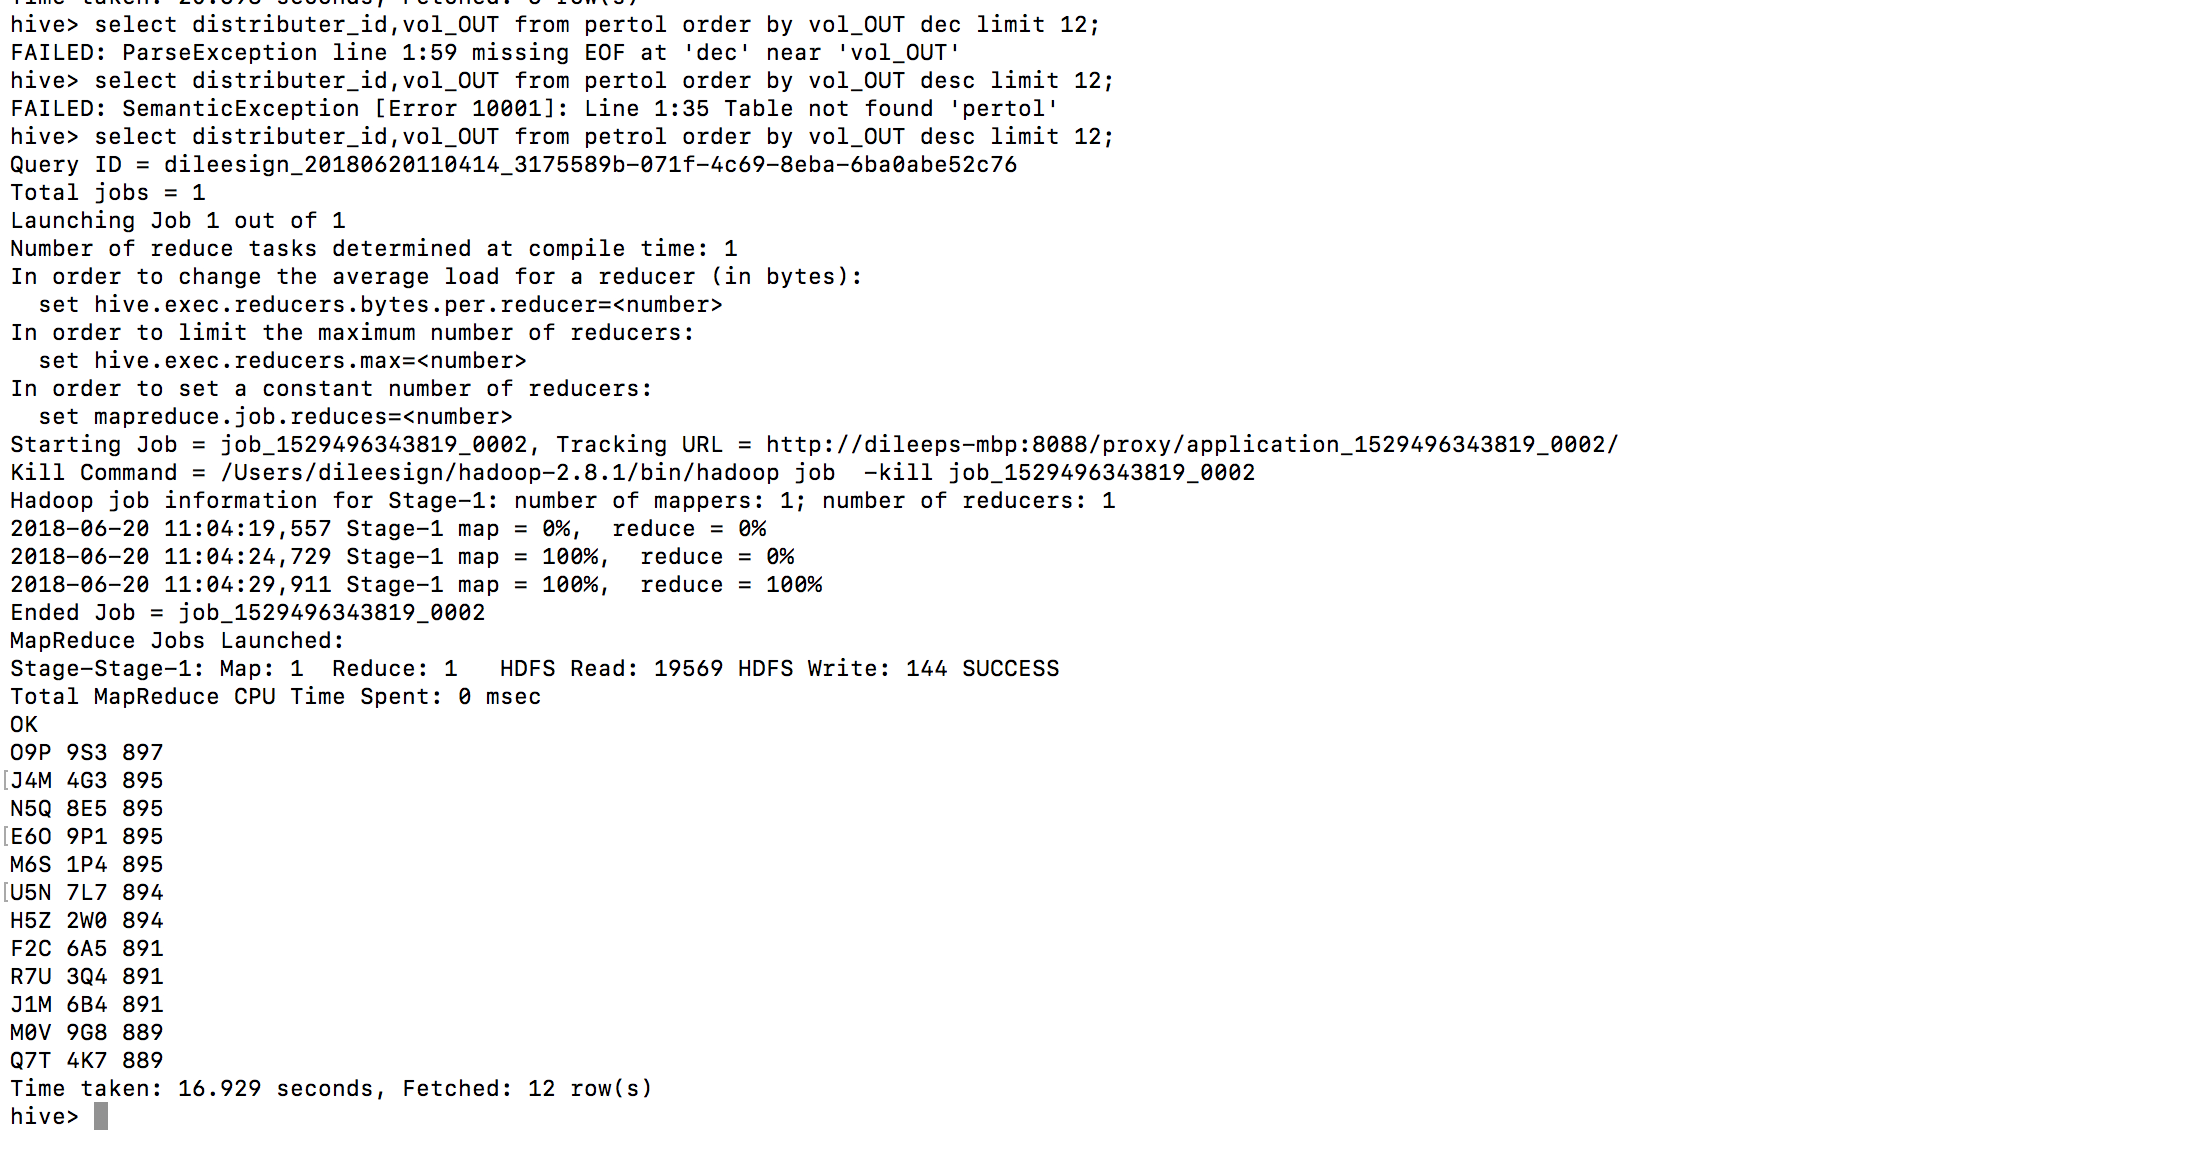 Time taken: 20.893 seconds, Fetched: 8 row(s)
hive> select distributer_id,vol_OUT from pertol order by vol_OUT dec limit 12;
FAILED: ParseException line 1:59 missing EOF at 'dec' near 'vol_OUT'
hive> select distributer_id,vol_OUT from pertol order by vol_OUT desc limit 12;
FAILED: SemanticException [Error 10001]: Line 1:35 Table not found 'pertol'
hive> select distributer_id,vol_OUT from petrol order by vol_OUT desc limit 12;
Query ID = dileesign_20180620110414_3175589b-071f-4c69-8eba-6ba0abe52c76
Total jobs = 1
Launching Job 1 out of 1
Number of reduce tasks determined at compile time: 1
In order to change the average load for a reducer (in bytes):
  set hive.exec.reducers.bytes.per.reducer=<number>
In order to limit the maximum number of reducers:
  set hive.exec.reducers.max=<number>
In order to set a constant number of reducers:
  set mapreduce.job.reduces=<number>
Starting Job = job_1529496343819_0002, Tracking URL = http://dileeps-mbp:8088/proxy/application_1529496343819_0002/
Kill Command = /Users/dileesign/hadoop-2.8.1/bin/hadoop job  -kill job_1529496343819_0002
Hadoop job information for Stage-1: number of mappers: 1; number of reducers: 1
2018-06-20 11:04:19,557 Stage-1 map = 0%,  reduce = 0%
2018-06-20 11:04:24,729 Stage-1 map = 100%,  reduce = 0%
2018-06-20 11:04:29,911 Stage-1 map = 100%,  reduce = 100%
Ended Job = job_1529496343819_0002
MapReduce Jobs Launched:
Stage-Stage-1: Map: 1  Reduce: 1   HDFS Read: 19569 HDFS Write: 144 SUCCESS
Total MapReduce CPU Time Spent: 0 msec
OK
O9P 9S3 897
[J4M 4G3 895
N5Q 8E5 895
[E6O 9P1 895
M6S 1P4 895
[U5N 7L7 894
H5Z 2W0 894
F2C 6A5 891
R7U 3Q4 891
J1M 6B4 891
M0V 9G8 889
Q7T 4K7 889
Time taken: 16.929 seconds, Fetched: 12 row(s)
hive>